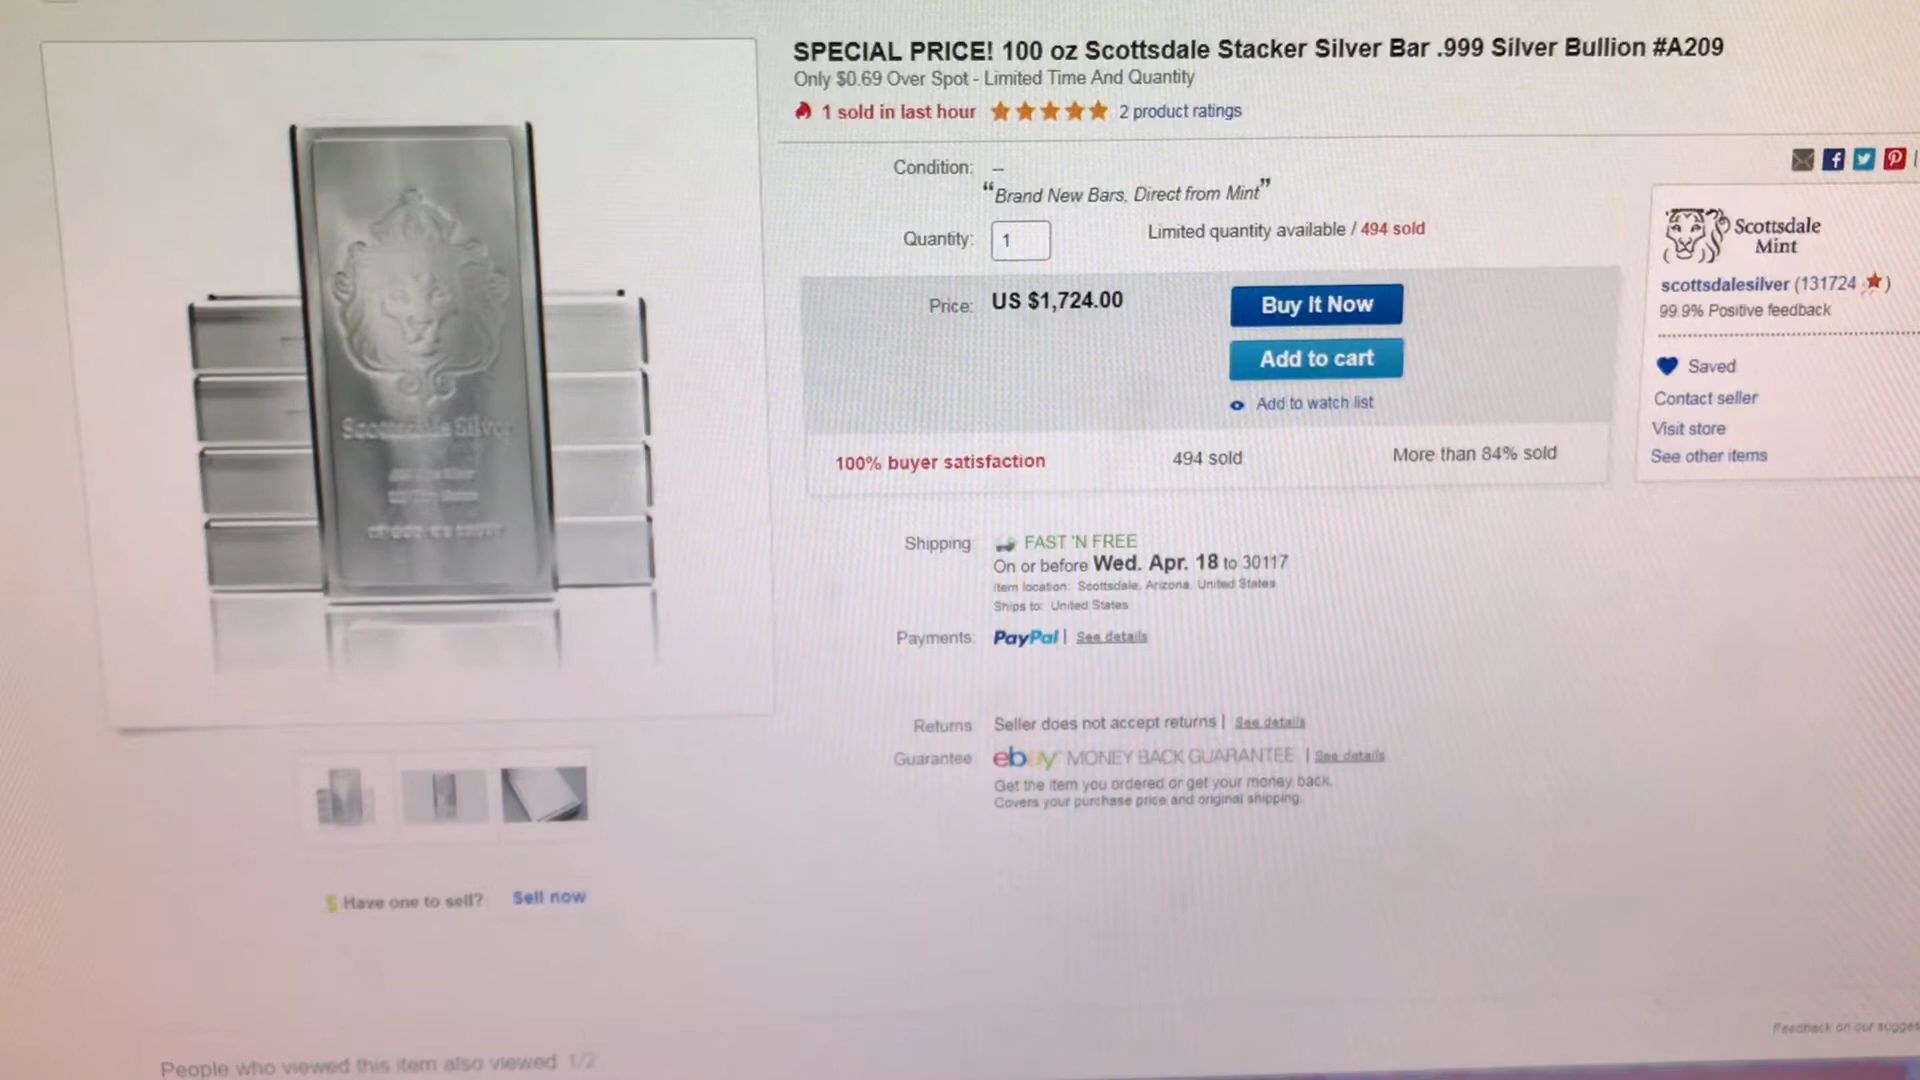 SPECIAL PRICE! 100 oz Scottsdale Stacker Silver Bar .999 Silver Bullion #A209
Only $0.69 Over Spot - Limited Time And Quantity
1 sold in last hour 2 product ratings
Condition: --
“Brand New Bars, Direct from Mint”
Quantity: 1 Limited quantity available / 494 sold
Price: US $1,724.00
Buy It Now
Add to cart
Add to watch list
100% buyer satisfaction 494 sold More than 84% sold
Scottsdale
Mint
scottsdalesilver (131724 )
99.9% Positive feedback
Saved
Contact seller
Visit store
See other items
Scottsdale Silver
Shipping: FAST 'N FREE
On or before Wed. Apr. 18 to 30117
Item location: Scottsdale, Arizona, United States
Ships to: United States
Payments: PayPal | See details
Returns: Seller does not accept returns | See details
Guarantee: ebay MONEY BACK GUARANTEE | See details
Get the item you ordered or get your money back.
Covers your purchase price and original shipping.
$ Have one to sell? Sell now
Feedback on our sugges
People who viewed this item also viewed 1/2